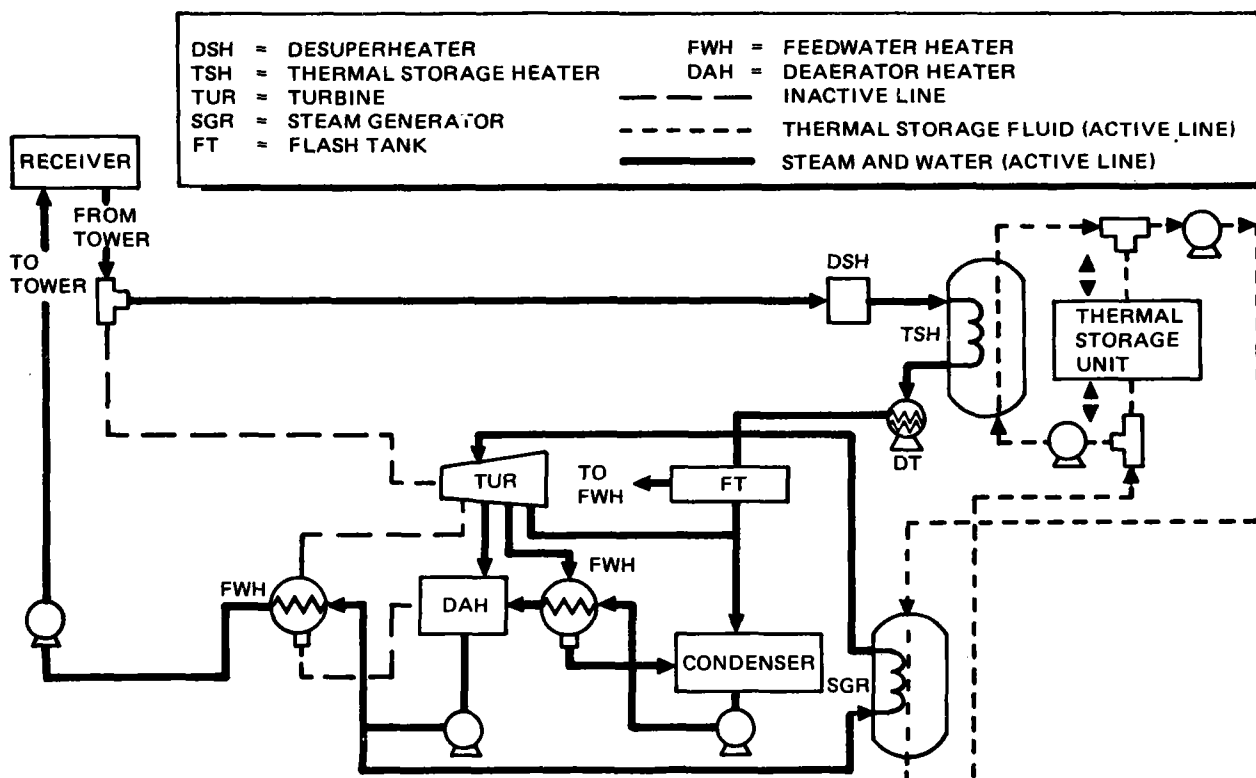 DSH = DESUPERHEATER
TSH = THERMAL STORAGE HEATER
TUR = TURBINE
SGR = STEAM GENERATOR
FT = FLASH TANK
FWH = FEEDWATER HEATER
DAH = DEAERATOR HEATER
INACTIVE LINE
THERMAL STORAGE FLUID (ACTIVE LINE)
STEAM AND WATER (ACTIVE LINE)
RECEIVER
FROM
TOWER
TO
TOWER
DSH
TSH
THERMAL
STORAGE
UNIT
DT
TUR
TO
FWH
FT
FWH
FWH
DAH
CONDENSER
SGR